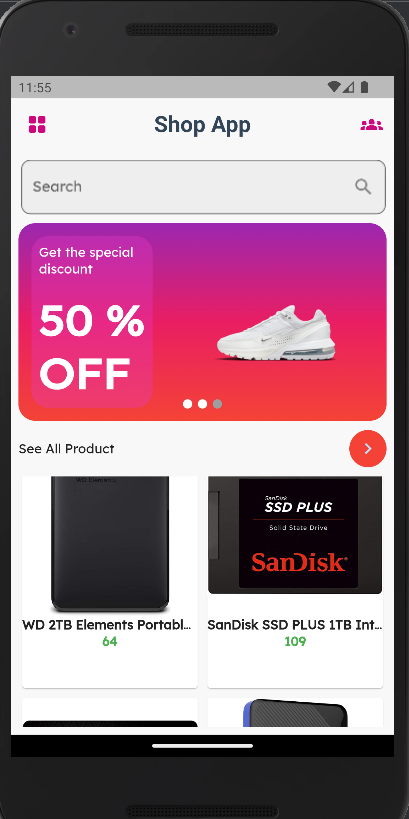 11:55
Shop App
Search
Get the special
discount
50 %
OFF
See All Product
WD Elements
SanDisk
SSD PLUS
Solid State Drive
SanDisk
WD 2TB Elements Portabl...
64
SanDisk SSD PLUS 1TB Int...
109